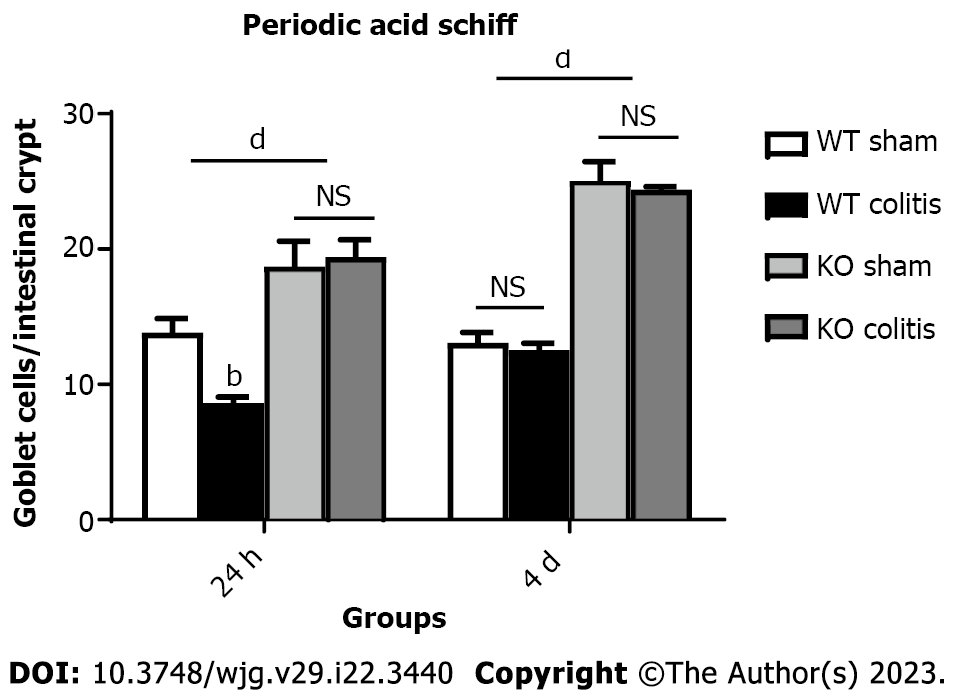 Periodic acid schiff
d
NS
d
NS
b
NS
30
20
10
0
Goblet cells/intestinal crypt
24 h
4 d
Groups
WT sham
WT colitis
KO sham
KO colitis
DOI: 10.3748/wjg.v29.i22.3440 Copyright ©The Author(s) 2023.